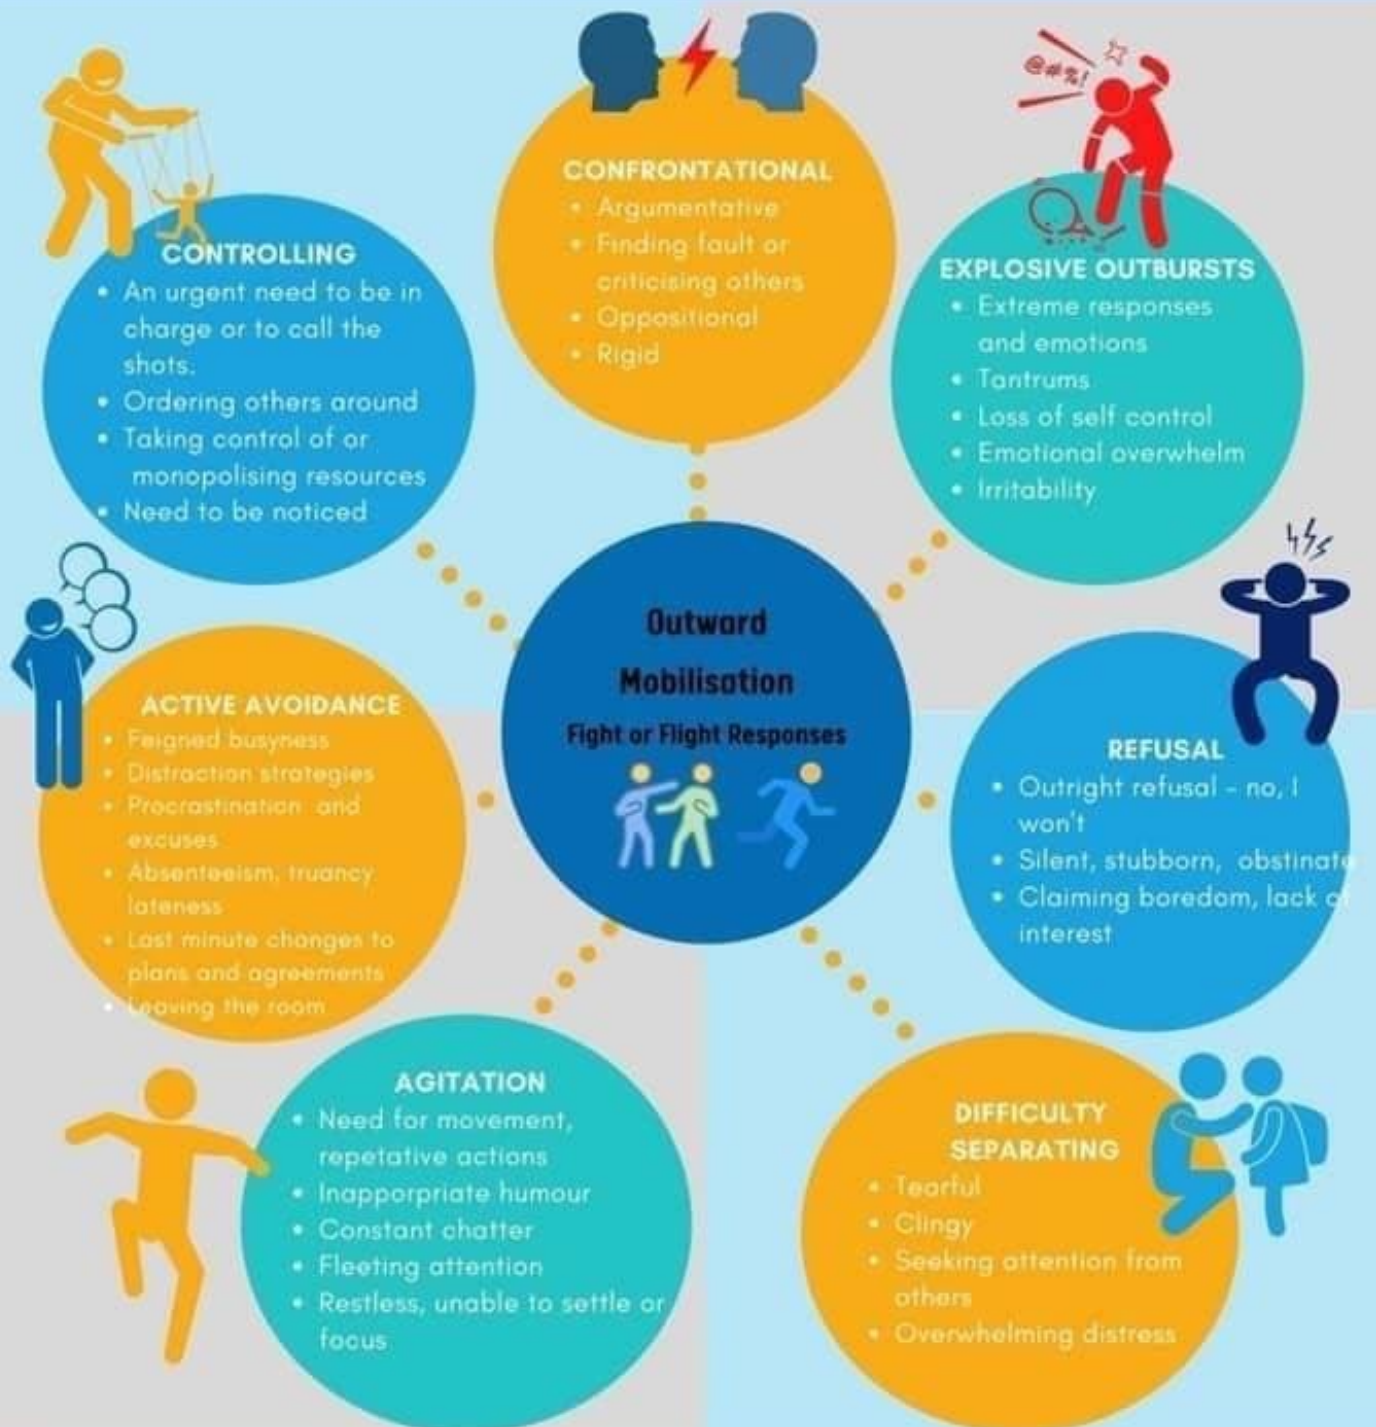 @#%!
CONFRONTATIONAL
• Argumentative
• Finding fault or
criticising others
• Oppositional
• Rigid
CONTROLLING
• An urgent need to be in
charge or to call the
shots.
• Ordering others around
• Taking control of or
monopolising resources
• Need to be noticed
EXPLOSIVE OUTBURSTS
• Extreme responses
and emotions
• Tantrums
• Loss of self control
• Emotional overwhelm
• Irritability
Outward
Mobilisation
Fight or Flight Responses
ACTIVE AVOIDANCE
• Feigned busyness
• Distraction strategies
• Procrastination and
excuses
• Absenteeism, truancy
lateness
• Last minute changes to
plans and agreements
• Leaving the room
REFUSAL
• Outright refusal - no, I
won't
• Silent, stubborn, obstinate
• Claiming boredom, lack of
interest
AGITATION
• Need for movement,
repetative actions
• Inapporpriate humour
• Constant chatter
• Fleeting attention
• Restless, unable to settle or
focus
DIFFICULTY
SEPARATING
• Tearful
• Clingy
• Seeking attention from
others
• Overwhelming distress